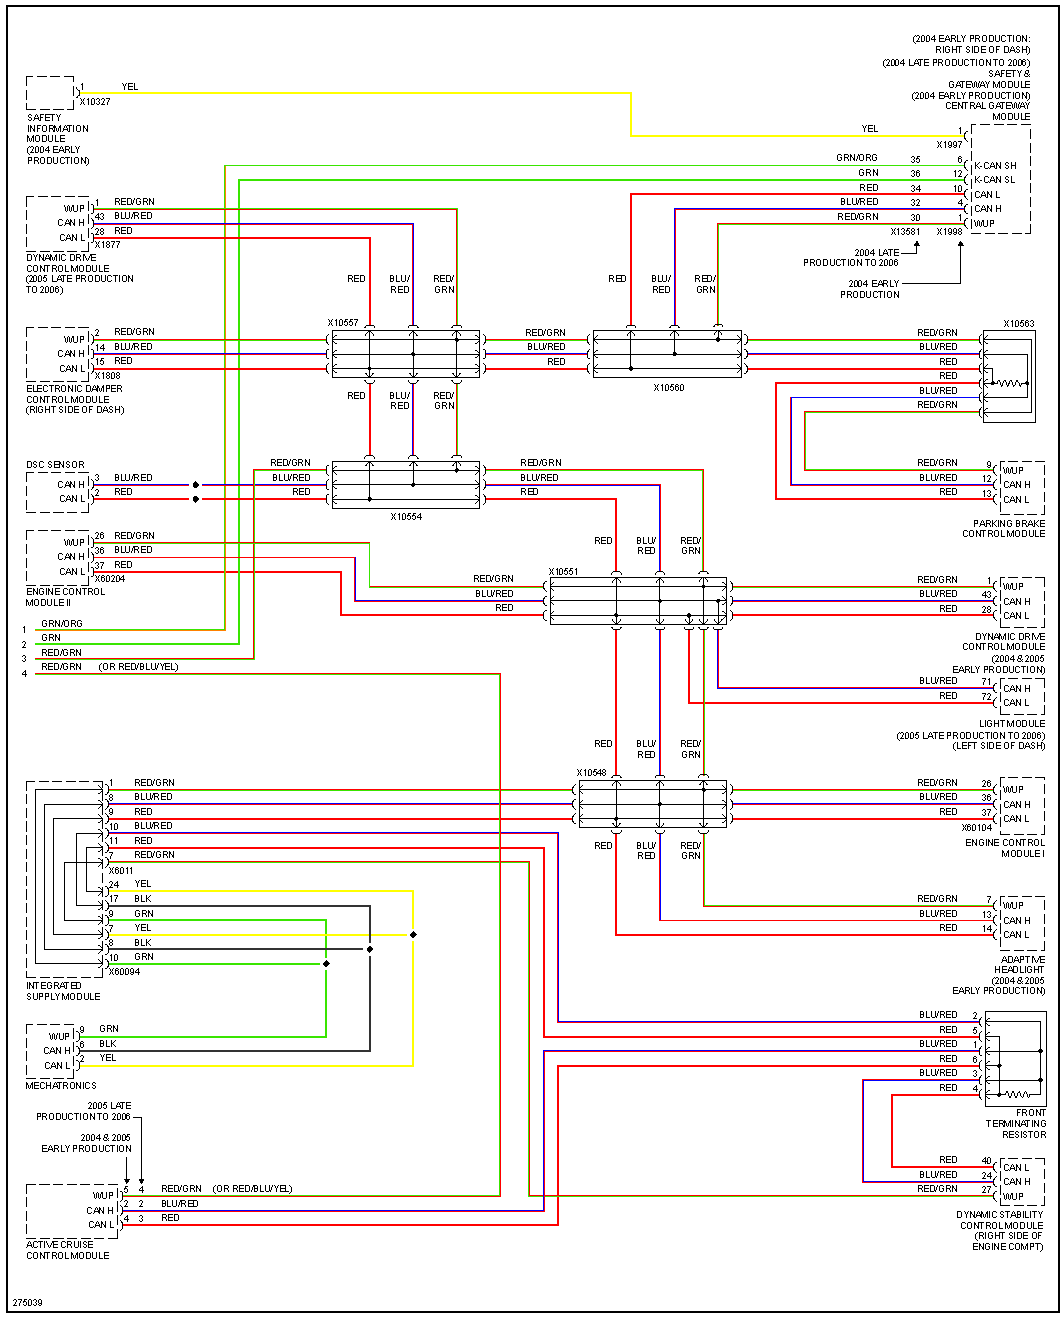 (2004 EARLY PRODUCTION:
RIGHT SIDE OF DASH)
(2004 LATE PRODUCTION TO 2006)
SAFETY &
GATEWAY MODULE
(2004 EARLY PRODUCTION)
CENTRAL GATEWAY
MODULE
1 YEL
X10327
SAFETY
INFORMATION
MODULE
(2004 EARLY
PRODUCTION)
YEL 1
X1997
GRN/ORG 35 6 K-CAN SH
GRN 36 12 K-CAN SL
RED 34 10 CAN L
BLU/RED 32 4 CAN H
RED/GRN 30 1 WUP
X13581 X1998
2004 LATE
PRODUCTION TO 2006
2004 EARLY
PRODUCTION
WUP 1 RED/GRN
CAN H 43 BLU/RED
CAN L 28 RED
X1877
DYNAMIC DRIVE
CONTROL MODULE
(2005 LATE PRODUCTION
TO 2006)
RED BLU/ RED/
RED GRN
RED BLU/ RED/
RED GRN
X10557
X10563
WUP 2 RED/GRN
CAN H 14 BLU/RED
CAN L 15 RED
X1808
ELECTRONIC DAMPER
CONTROL MODULE
(RIGHT SIDE OF DASH)
RED/GRN
BLU/RED
RED
X10560
RED/GRN
BLU/RED
RED
RED
BLU/RED
RED/GRN
RED BLU/ RED/
RED GRN
DSC SENSOR
CAN H 3 BLU/RED
CAN L 2 RED
RED/GRN
BLU/RED
RED
X10554
RED/GRN
BLU/RED
RED
RED/GRN 9 WUP
BLU/RED 12 CAN H
RED 13 CAN L
PARKING BRAKE
CONTROL MODULE
WUP 26 RED/GRN
CAN H 36 BLU/RED
CAN L 37 RED
X60204
ENGINE CONTROL
MODULE II
RED BLU/ RED/
RED GRN
X10551
RED/GRN
BLU/RED
RED
RED/GRN 1 WUP
BLU/RED 43 CAN H
RED 28 CAN L
DYNAMIC DRIVE
CONTROL MODULE
(2004 & 2005
EARLY PRODUCTION)
1 GRN/ORG
2 GRN
3 RED/GRN
4 RED/GRN (OR RED/BLU/YEL)
BLU/RED 71 CAN H
RED 72 CAN L
LIGHT MODULE
(2005 LATE PRODUCTION TO 2006)
(LEFT SIDE OF DASH)
RED BLU/ RED/
RED GRN
X10548
1 RED/GRN
8 BLU/RED
9 RED
10 BLU/RED
11 RED
7 RED/GRN
X6011
24 YEL
17 BLK
9 GRN
7 YEL
8 BLK
10 GRN
X60094
INTEGRATED
SUPPLY MODULE
RED/GRN 26 WUP
BLU/RED 36 CAN H
RED 37 CAN L
X60104
ENGINE CONTROL
MODULE I
RED BLU/ RED/
RED GRN
RED/GRN 7 WUP
BLU/RED 13 CAN H
RED 14 CAN L
ADAPTIVE
HEADLIGHT
(2004 & 2005
EARLY PRODUCTION)
WUP 9 GRN
CAN H 6 BLK
CAN L 2 YEL
MECHATRONICS
BLU/RED 2
RED 5
BLU/RED 1
RED 6
BLU/RED 3
RED 4
FRONT
TERMINATING
RESISTOR
2005 LATE
PRODUCTION TO 2006
2004 & 2005
EARLY PRODUCTION
WUP 5 4 RED/GRN (OR RED/BLU/YEL)
CAN H 2 2 BLU/RED
CAN L 4 3 RED
ACTIVE CRUISE
CONTROL MODULE
RED 40 CAN L
BLU/RED 24 CAN H
RED/GRN 27 WUP
DYNAMIC STABILITY
CONTROL MODULE
(RIGHT SIDE OF
ENGINE COMPT)
275039